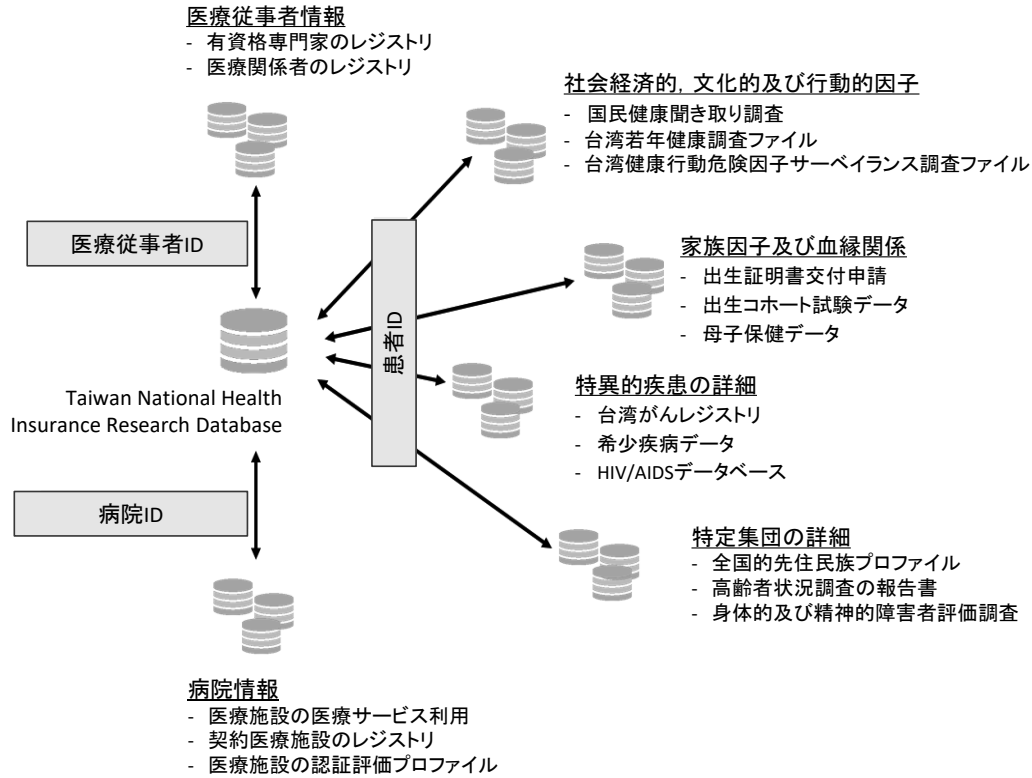 医療従事者情報
- 有資格専門家のレジストリ
- 医療関係者のレジストリ
社会経済的, 文化的及び行動的因子
- 国民健康聞き取り調査
- 台湾若年健康調査ファイル
- 台湾健康行動危険因子サーベイランス調査ファイル
医療従事者ID
患者ID
家族因子及び血縁関係
- 出生証明書交付申請
- 出生コホート試験データ
- 母子保健データ
Taiwan National Health
Insurance Research Database
特異的疾患の詳細
- 台湾がんレジストリ
- 希少疾病データ
- HIV/AIDSデータベース
病院ID
特定集団の詳細
- 全国的先住民族プロファイル
- 高齢者状況調査の報告書
- 身体的及び精神的障害者評価調査
病院情報
- 医療施設の医療サービス利用
- 契約医療施設のレジストリ
- 医療施設の認証評価プロファイル